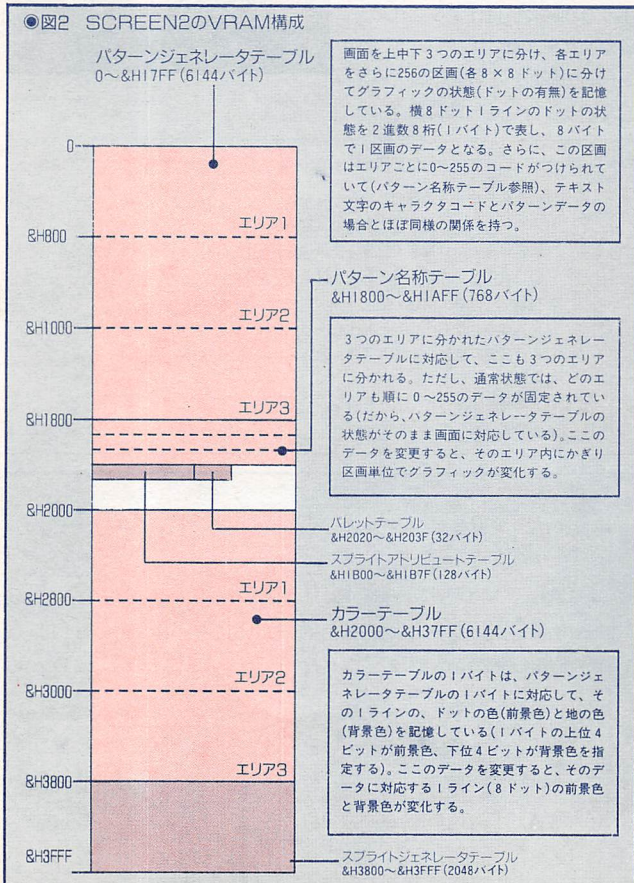 ●図2 SCREEN2のVRAM構成
パターンジェネレータテーブル
0〜&H17FF(6144バイト)
画面を上中下3つのエリアに分け、各エリア
をさらに256の区画(各8×8ドット)に分け
てグラフィックの状態(ドットの有無)を記憶
している。横8ドット1ラインのドットの状
態を2進数8桁(1バイト)で表し、8バイト
で1区画のデータとなる。さらに、この区画
はエリアごとに0〜255のコードがつけられ
ていて(パターン名称テーブル参照)、テキスト
文字のキャラクタコードとパターンデータの
場合とほぼ同様の関係を持つ。
0
エリア1
&H800
エリア2
&H1000
エリア3
&H1800
パターン名称テーブル
&H1800〜&H1AFF(768バイト)
3つのエリアに分かれたパターンジェネレー
タテーブルに対応して、ここも3つのエリア
に分かれる。ただし、通常状態では、どのエ
リアも順に0〜255のデータが固定されてい
る(だから、パターンジェネレータテーブルの
状態がそのまま画面に対応している)。ここの
データを変更すると、そのエリア内にかぎり
区画単位でグラフィックが変化する。
&H2000
パレットテーブル
&H2020〜&H203F(32バイト)
スプライトアトリビュートテーブル
&H1B00〜&H1B7F(128バイト)
エリア1
&H2800
カラーテーブル
&H2000〜&H37FF(6144バイト)
エリア2
&H3000
エリア3
&H3800
カラーテーブルの1バイトは、パターンジェ
ネレータテーブルの1バイトに対応して、そ
の1ラインの、ドットの色(前景色)と地の色
(背景色)を記憶している(1バイトの上位4
ビットが前景色、下位4ビットが背景色を指
定する)。ここのデータを変更すると、そのデ
ータに対応する1ライン(8ドット)の前景色
と背景色が変化する。
&H3FFF
スプライトジェネレータテーブル
&H3800〜&H3FFF(2048バイト)